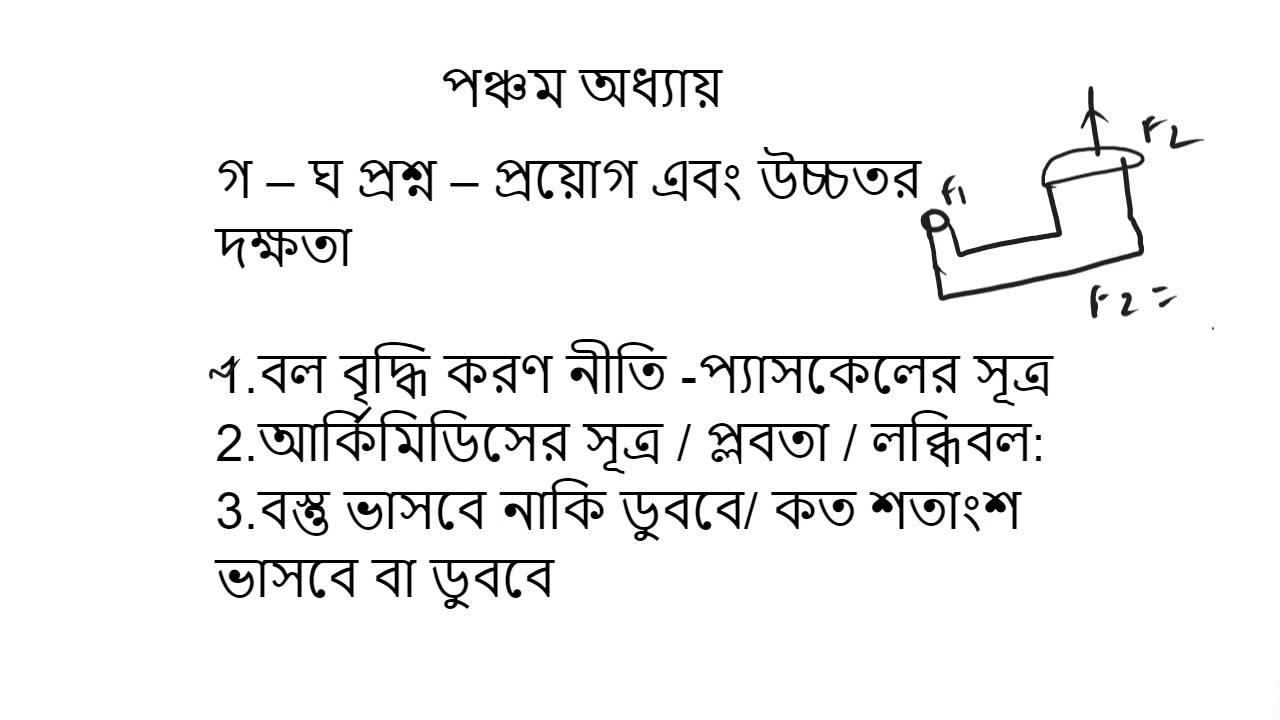 পঞ্চম অধ্যায়
গ – ঘ প্রশ্ন – প্রয়োগ এবং উচ্চতর
দক্ষতা
F1
F2
F2 =
1.বল বৃদ্ধি করণ নীতি -প্যাসকেলের সূত্র
2.আর্কিমিডিসের সূত্র / প্লবতা / লব্ধিবল:
3.বস্তু ভাসবে নাকি ডুববে/ কত শতাংশ
ভাসবে বা ডুববে